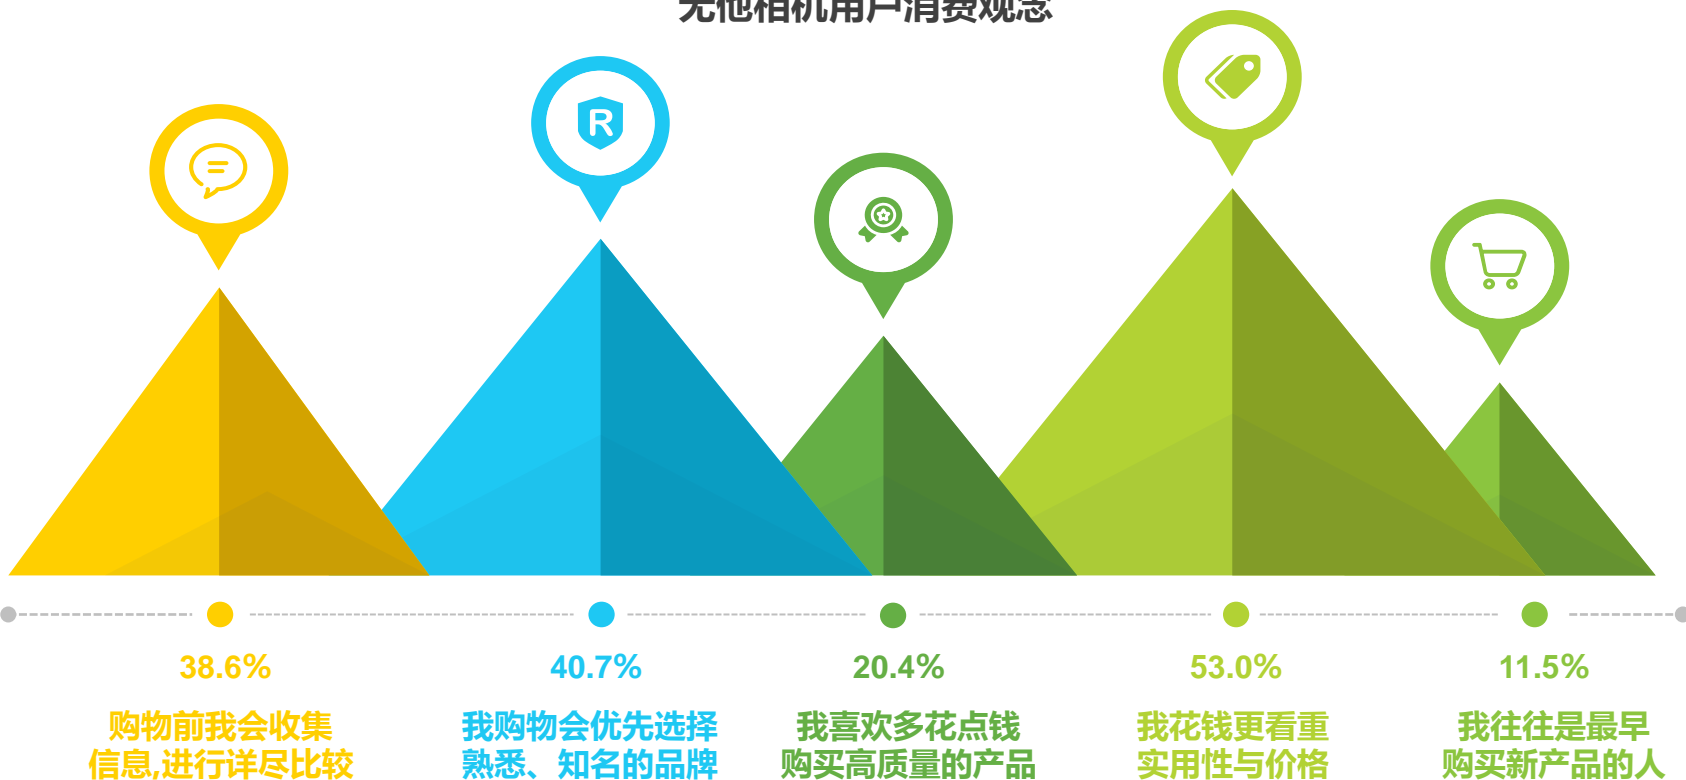 无他相机用户消费观念
R
38.6%
40.7%
20.4%
53.0%
11.5%
购物前我会收集
信息,进行详尽比较
我购物会优先选择
熟悉、知名的品牌
我喜欢多花点钱
购买高质量的产品
我花钱更看重
实用性与价格
我往往是最早
购买新产品的人